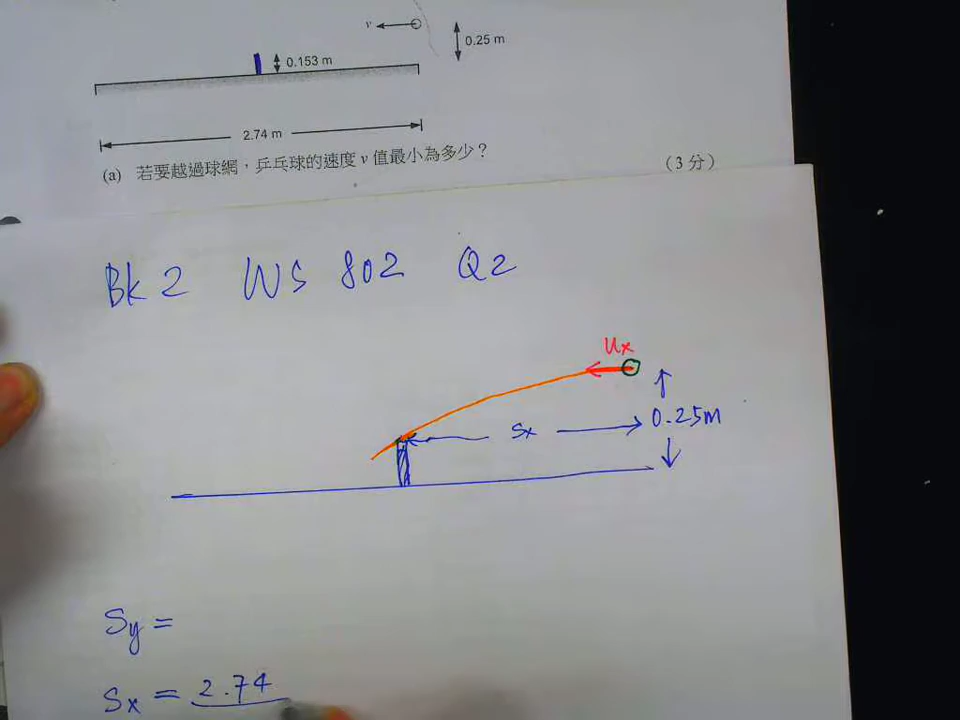 v
0.25 m
0.153 m
2.74 m
(a) 若要越過球網，乒乓球的速度 v 值最小為多少？ （3 分）
Bk 2 WS 802 Q2
ux
0.25m
sx
Sy =
Sx = 2.74